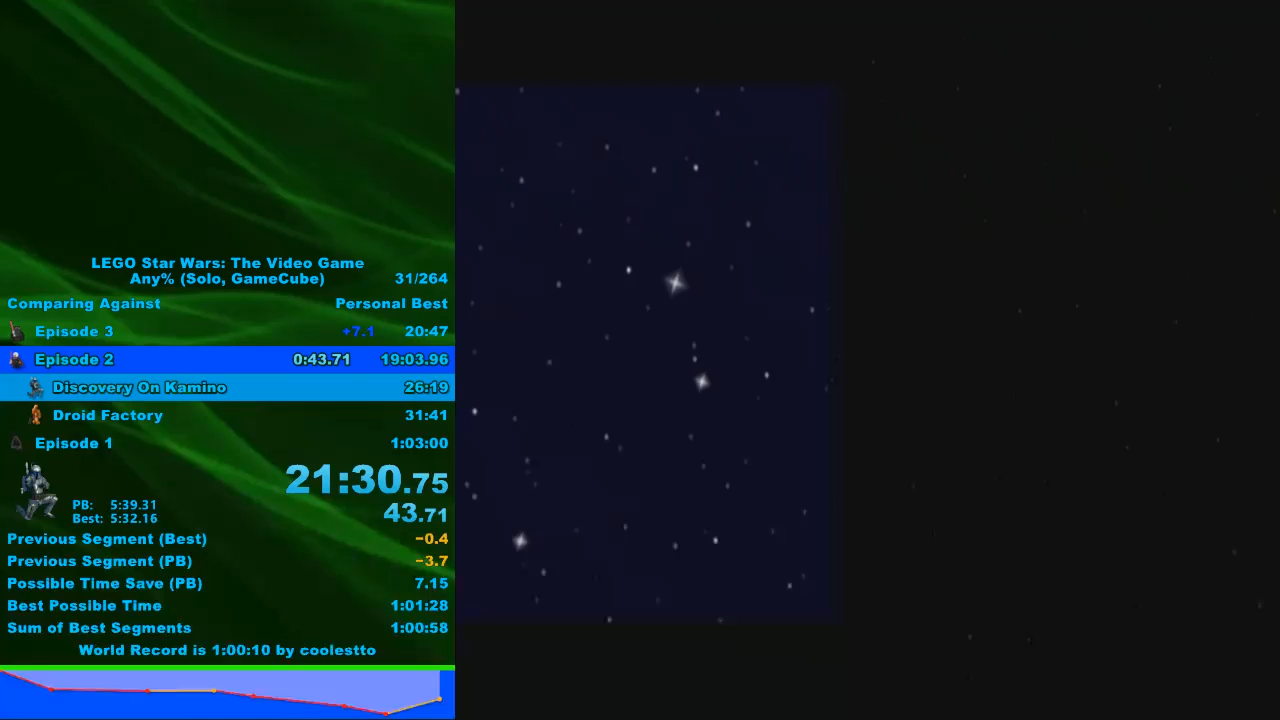 LEGO Star Wars: The Video Game
Any% (Solo, GameCube) 31/264
Comparing Against Personal Best
Episode 3 +7.1 20:47
Episode 2 0:43.71 19:03.96
Discovery On Kamino 26:19
Droid Factory 31:41
Episode 1 1:03:00
21:30.75
PB: 5:39.31
Best: 5:32.16
43.71
Previous Segment (Best) −0.4
Previous Segment (PB) −3.7
Possible Time Save (PB) 7.15
Best Possible Time 1:01:28
Sum of Best Segments 1:00:58
World Record is 1:00:10 by coolestto